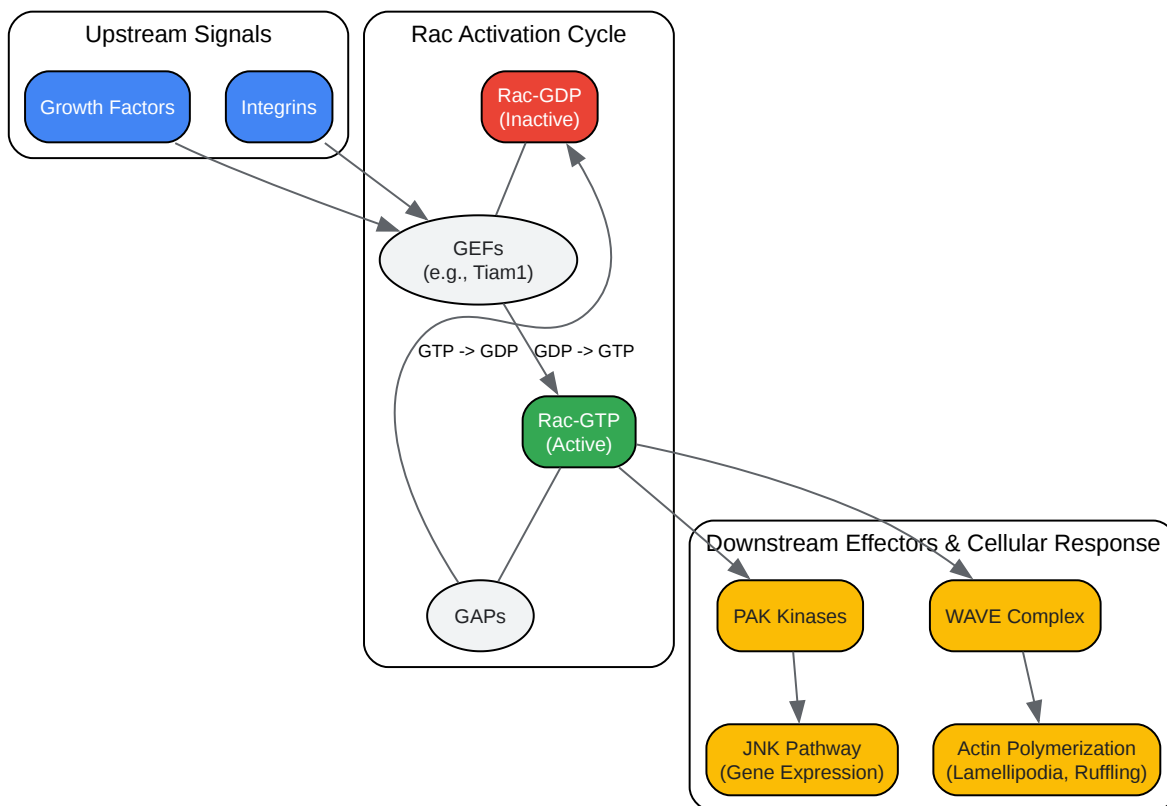 Upstream Signals
Growth Factors
Integrins
Rac Activation Cycle
Rac-GDP
(Inactive)
GEFs
(e.g., Tiam1)
GTP -> GDP
GDP -> GTP
Rac-GTP
(Active)
GAPs
Downstream Effectors & Cellular Response
PAK Kinases
WAVE Complex
JNK Pathway
(Gene Expression)
Actin Polymerization
(Lamellipodia, Ruffling)